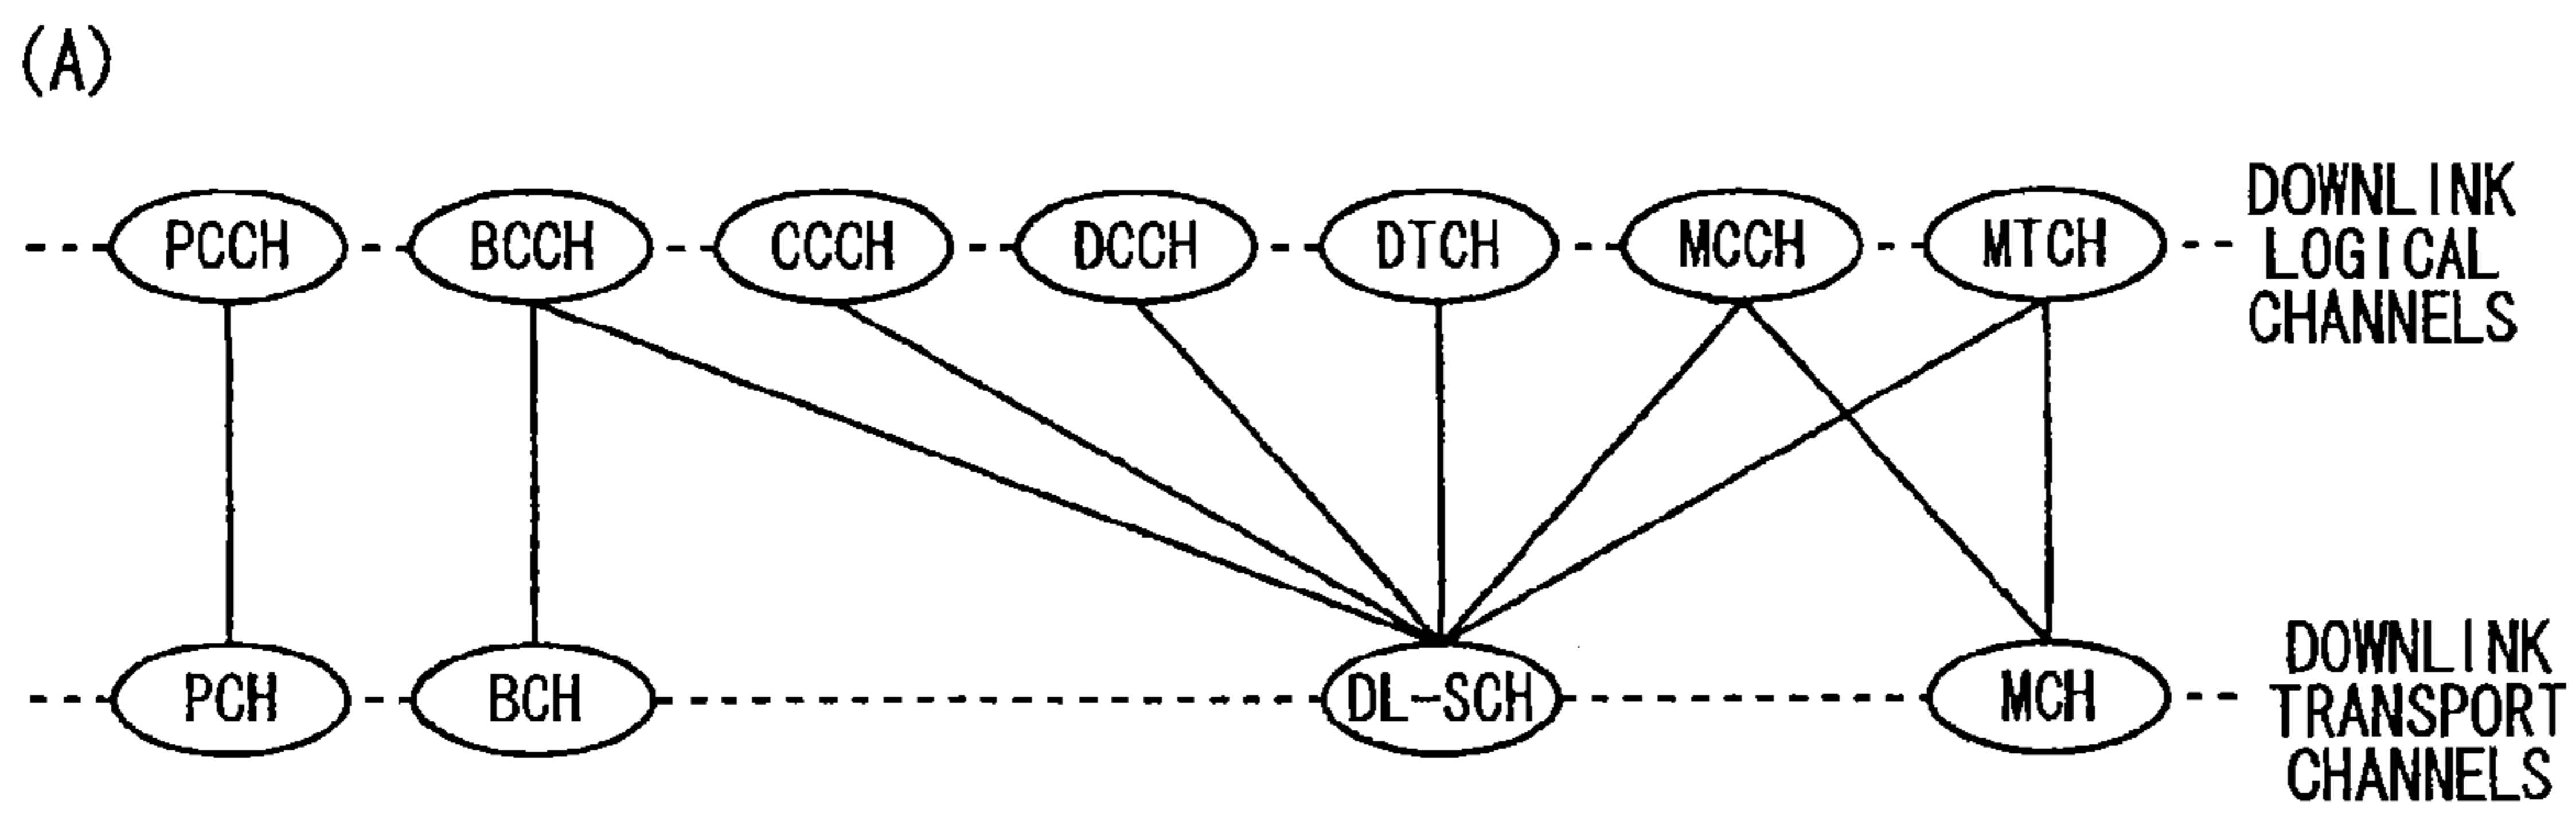 (A)
PCCH BCCH CCCH DCCH DTCH MCCH MTCH
DOWNLINK
LOGICAL
CHANNELS
PCH BCH DL-SCH MCH
DOWNLINK
TRANSPORT
CHANNELS